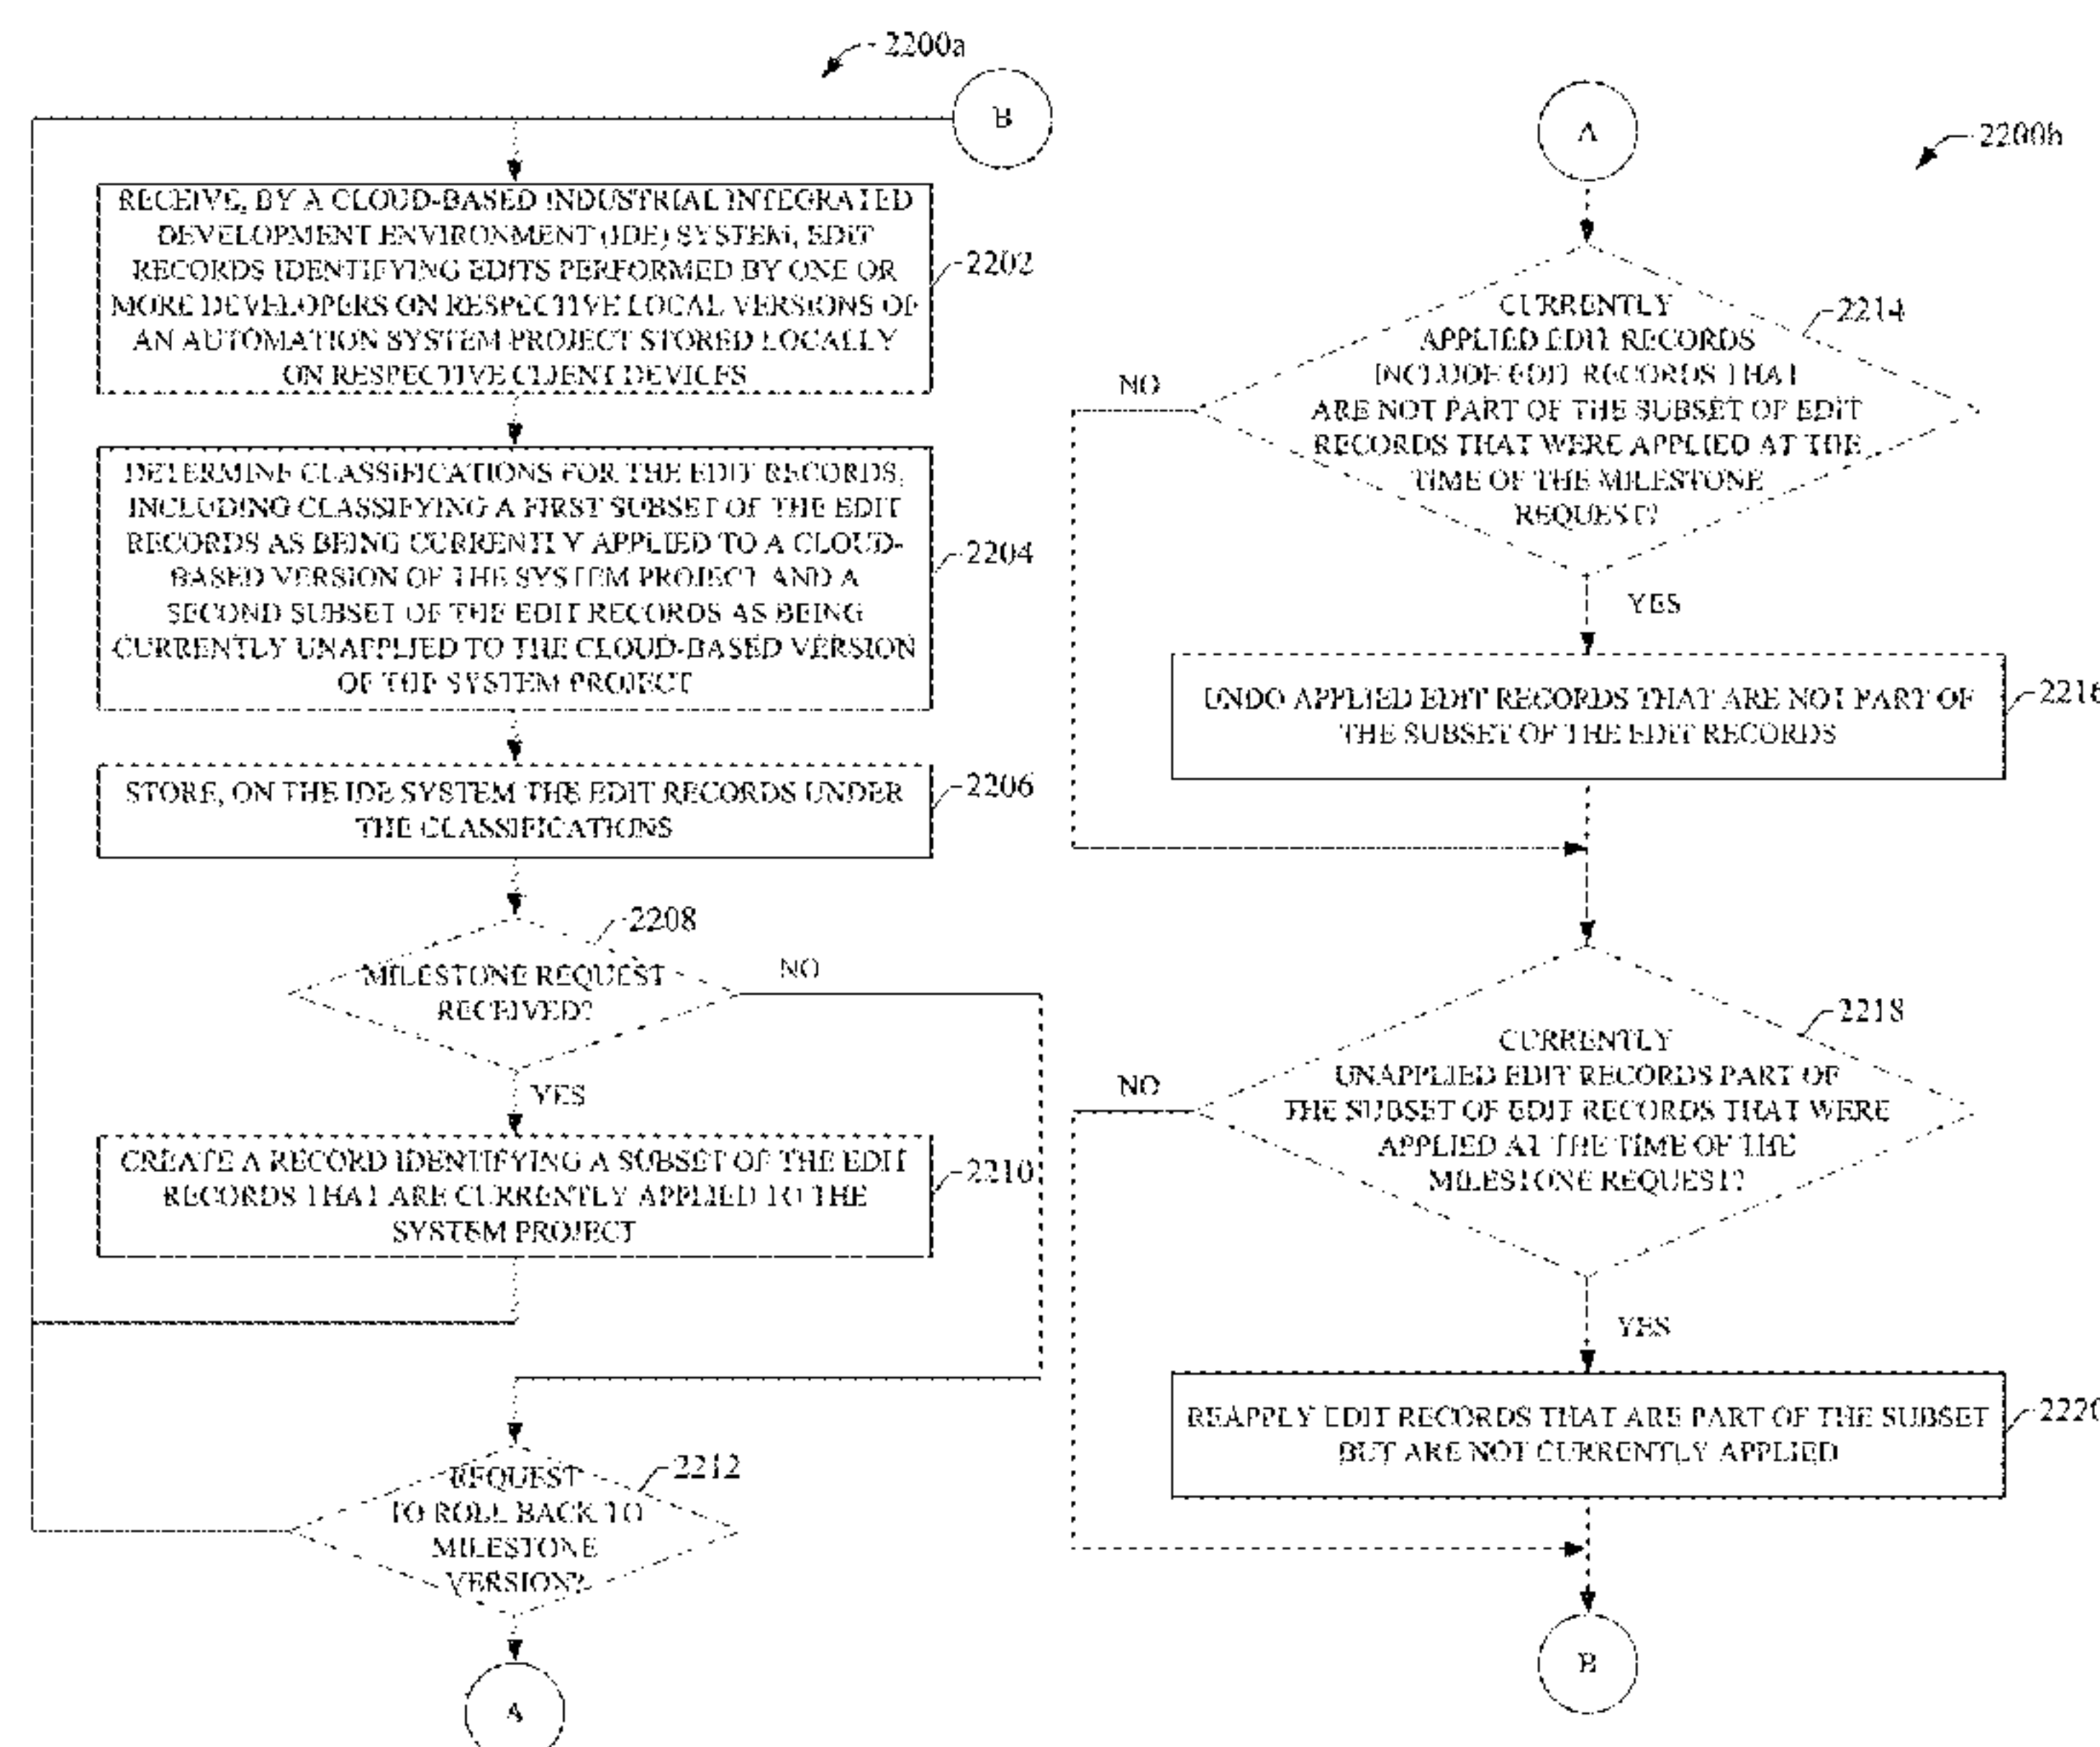 2200a
B
RECEIVE, BY A CLOUD-BASED INDUSTRIAL INTEGRATED
DEVELOPMENT ENVIRONMENT (IDE) SYSTEM, EDIT
RECORDS IDENTIFYING EDITS PERFORMED BY ONE OR
MORE DEVELOPERS ON RESPECTIVE LOCAL VERSIONS OF
AN AUTOMATION SYSTEM PROJECT STORED LOCALLY
ON RESPECTIVE CLIENT DEVICES
2202
DETERMINE CLASSIFICATIONS FOR THE EDIT RECORDS,
INCLUDING CLASSIFYING A FIRST SUBSET OF THE EDIT
RECORDS AS BEING CURRENTLY APPLIED TO A CLOUD-
BASED VERSION OF THE SYSTEM PROJECT AND A
SECOND SUBSET OF THE EDIT RECORDS AS BEING
CURRENTLY UNAPPLIED TO THE CLOUD-BASED VERSION
OF THE SYSTEM PROJECT
2204
STORE, ON THE IDE SYSTEM THE EDIT RECORDS UNDER
THE CLASSIFICATIONS
2206
2208
MILESTONE REQUEST
RECEIVED?
NO
YES
CREATE A RECORD IDENTIFYING A SUBSET OF THE EDIT
RECORDS THAT ARE CURRENTLY APPLIED TO THE
SYSTEM PROJECT
2210
2212
REQUEST
TO ROLL BACK TO
MILESTONE
VERSION?
A
A
2200b
2214
CURRENTLY
APPLIED EDIT RECORDS
INCLUDE EDIT RECORDS THAT
ARE NOT PART OF THE SUBSET OF EDIT
RECORDS THAT WERE APPLIED AT THE
TIME OF THE MILESTONE
REQUEST?
NO
YES
UNDO APPLIED EDIT RECORDS THAT ARE NOT PART OF
THE SUBSET OF THE EDIT RECORDS
2216
2218
CURRENTLY
UNAPPLIED EDIT RECORDS PART OF
THE SUBSET OF EDIT RECORDS THAT WERE
APPLIED AT THE TIME OF THE
MILESTONE REQUEST?
NO
YES
REAPPLY EDIT RECORDS THAT ARE PART OF THE SUBSET
BUT ARE NOT CURRENTLY APPLIED
2220
B